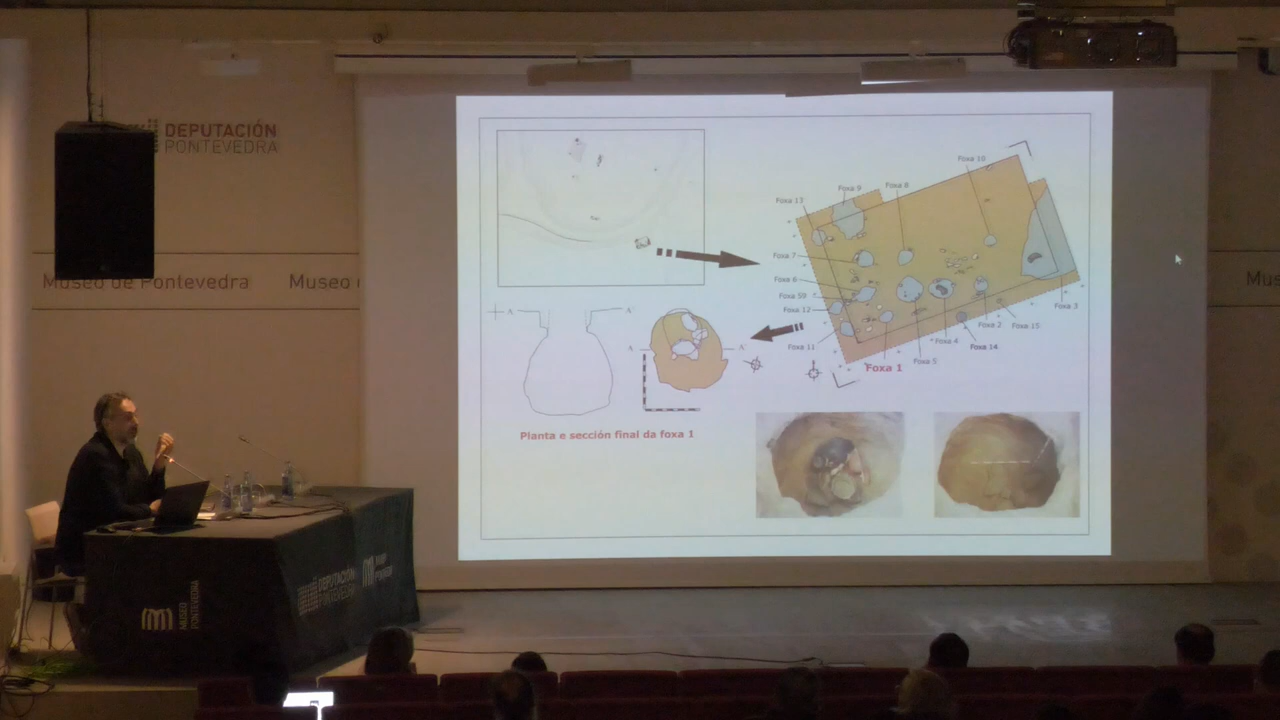 DEPUTACIÓN
PONTEVEDRA
Museo de Pontevedra
Museo
Mus
Foxa 10
Foxa 9
Foxa 8
Foxa 13
Foxa 7
Foxa 6
Foxa 59
Foxa 12
Foxa 11
Foxa 1
Foxa 5
Foxa 4
Foxa 14
Foxa 2
Foxa 15
Foxa 3
A
A'
A
A'
Planta e sección final da foxa 1
DEPUTACIÓN
PONTEVEDRA
MUSEO
PONTEVEDRA